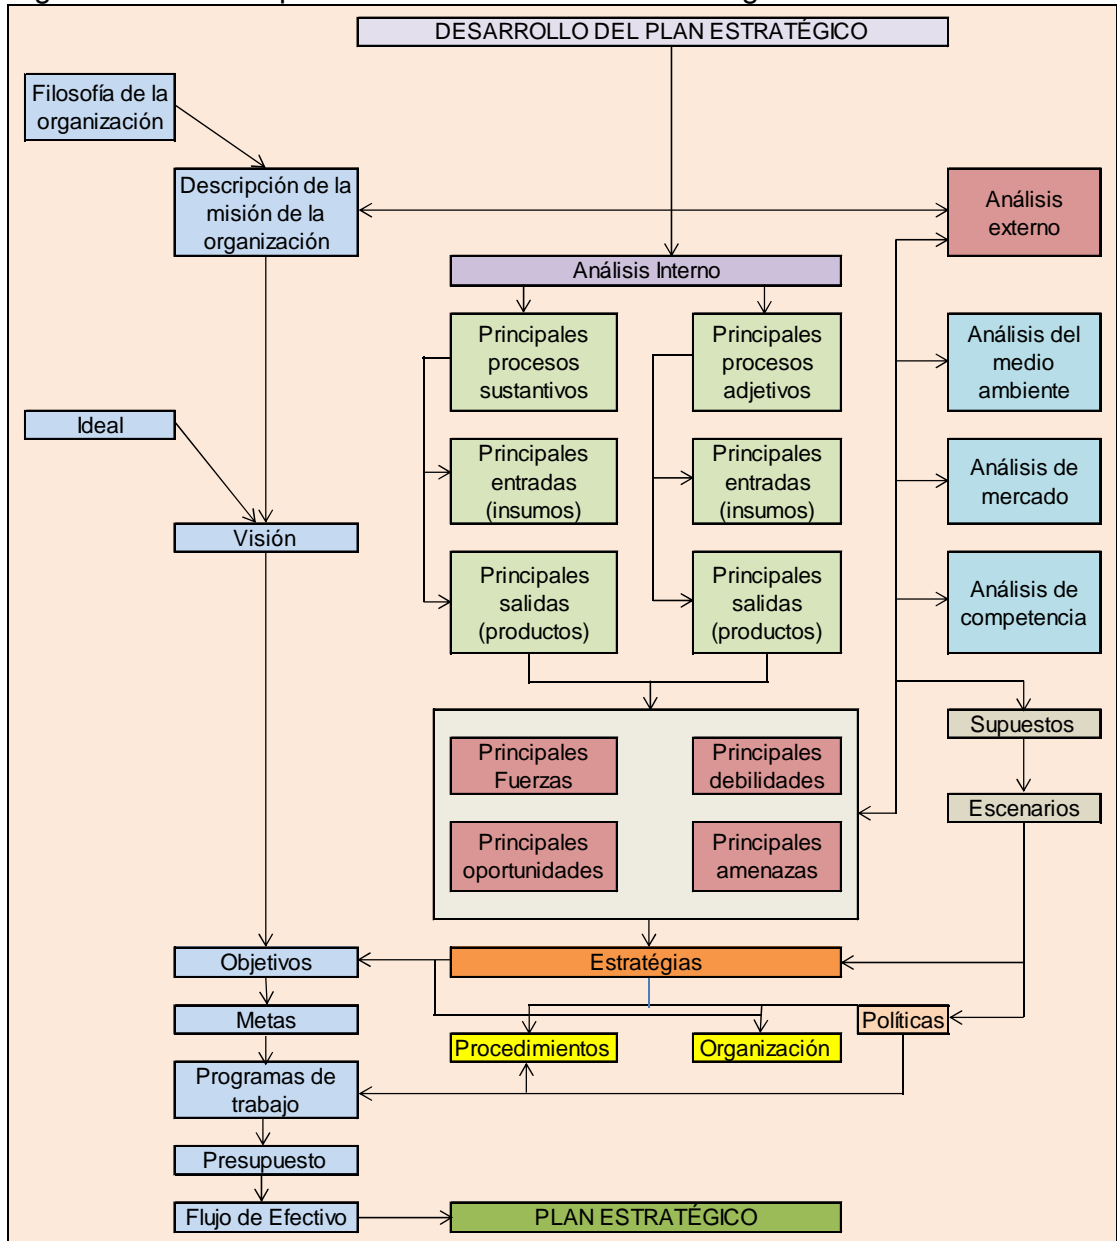 DESARROLLO DEL PLAN ESTRATÉGICO
Filosofía de la
organización
Descripción de la
misión de la
organización
Análisis
externo
Análisis Interno
Principales
procesos
sustantivos
Principales
procesos
adjetivos
Análisis del
medio
ambiente
Ideal
Principales
entradas
(insumos)
Principales
entradas
(insumos)
Análisis de
mercado
Visión
Principales
salidas
(productos)
Principales
salidas
(productos)
Análisis de
competencia
Supuestos
Principales
Fuerzas
Principales
debilidades
Escenarios
Principales
oportunidades
Principales
amenazas
Objetivos
Estratégias
Metas
Políticas
Procedimientos
Organización
Programas de
trabajo
Presupuesto
Flujo de Efectivo
PLAN ESTRATÉGICO